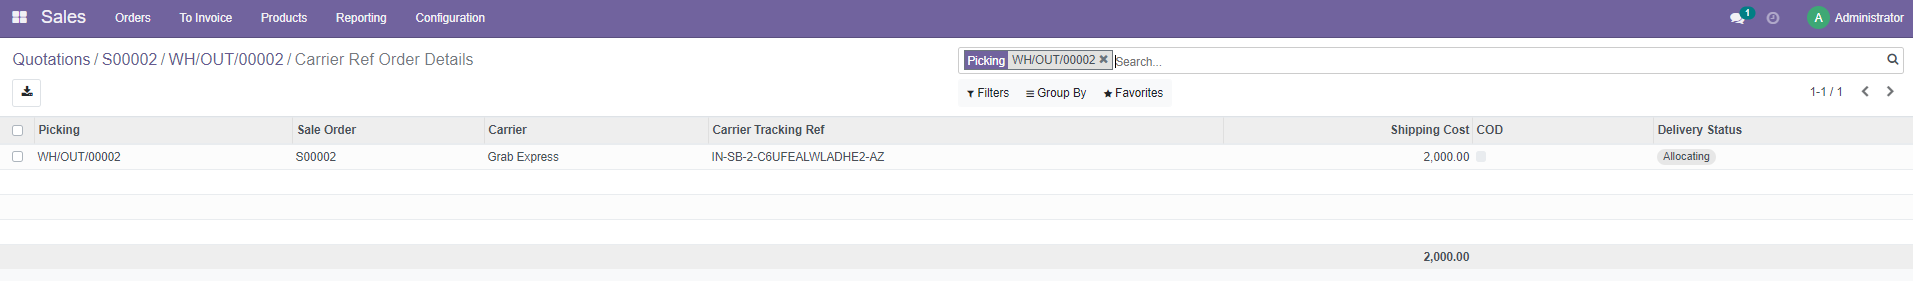 Sales Orders To Invoice Products Reporting Configuration 1 A Administrator
Quotations / S00002 / WH/OUT/00002 / Carrier Ref Order Details
Picking WH/OUT/00002 ✖ Search...
Filters Group By Favorites 1-1 / 1
Picking Sale Order Carrier Carrier Tracking Ref Shipping Cost COD Delivery Status
WH/OUT/00002 S00002 Grab Express IN-SB-2-C6UFEALWLADHE2-AZ 2,000.00 Allocating
2,000.00